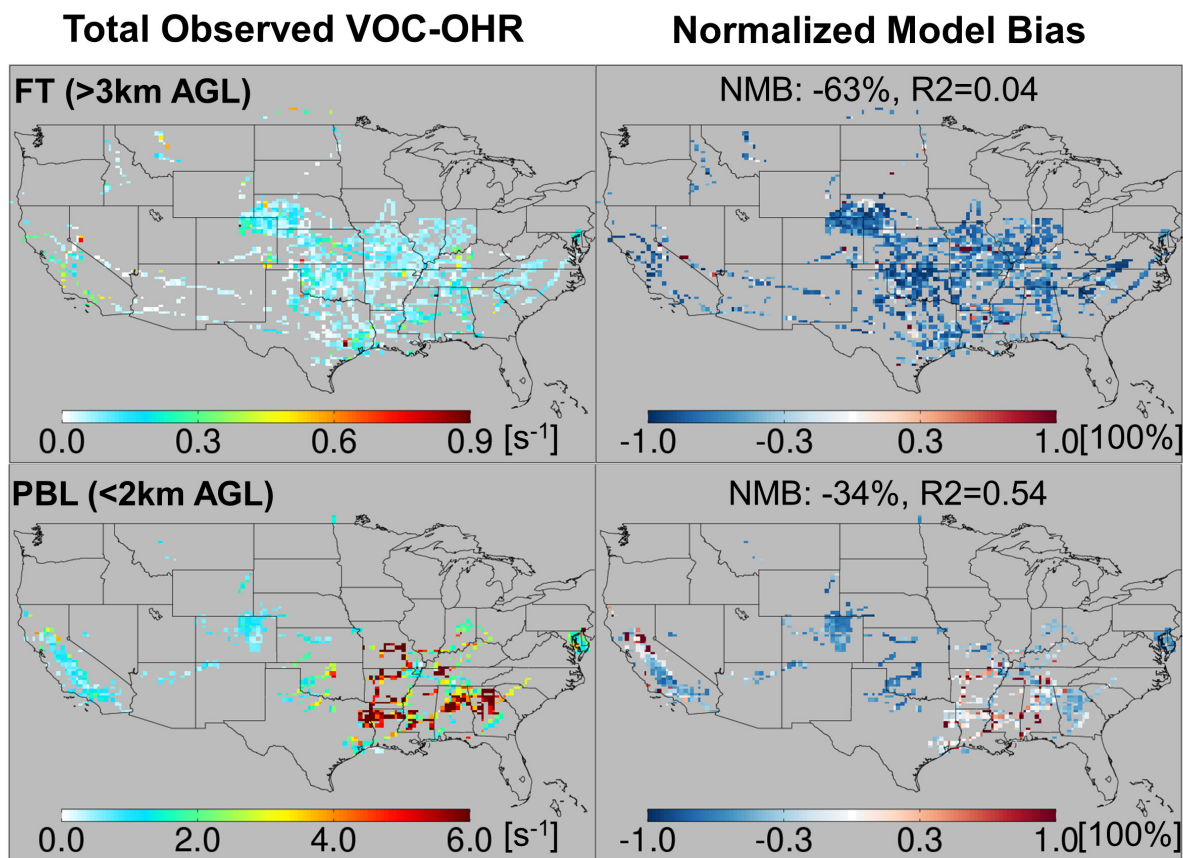 Total Observed VOC-OHR
Normalized Model Bias
FT (>3km AGL)
NMB: -63%, R2=0.04
0.0 0.3 0.6 0.9 [s⁻¹]
-1.0 -0.3 0.3 1.0[100%]
PBL (<2km AGL)
NMB: -34%, R2=0.54
0.0 2.0 4.0 6.0 [s⁻¹]
-1.0 -0.3 0.3 1.0[100%]